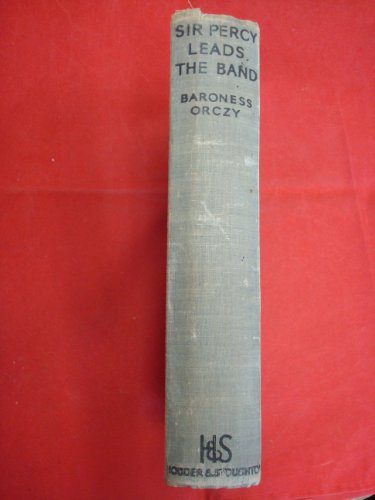 SIR PERCY
LEADS
THE BAND
BARONESS
ORCZY
H&S
HODDER & STOUGHTON